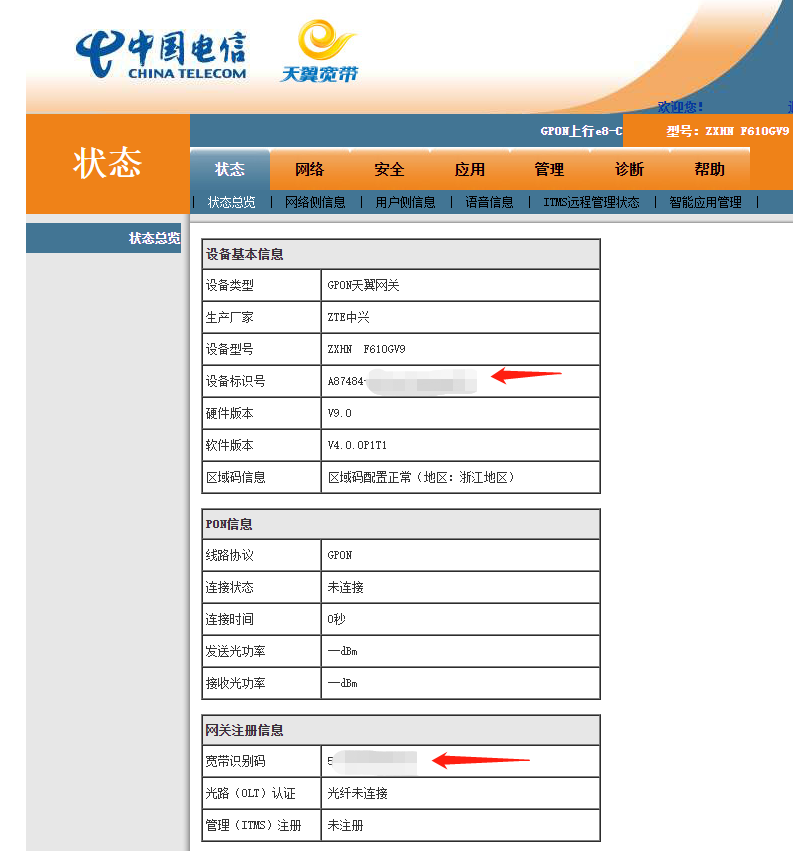 中国电信
CHINA TELECOM
天翼宽带
欢迎您!
GPON上行e8-C
型号: ZXHN F610GV9
状态
状态 网络 安全 应用 管理 诊断 帮助
状态总览 | 网络侧信息 | 用户侧信息 | 语音信息 | ITMS远程管理状态 | 智能应用管理 |
状态总览
设备基本信息
设备类型 GPON天翼网关
生产厂家 ZTE中兴
设备型号 ZXHN F610GV9
设备标识号 A87484-
硬件版本 V9.0
软件版本 V4.0.0P1T1
区域码信息 区域码配置正常（地区: 浙江地区）
PON信息
线路协议 GPON
连接状态 未连接
连接时间 0秒
发送光功率 --dBm
接收光功率 --dBm
网关注册信息
宽带识别码 5
光路（OLT）认证 光纤未连接
管理（ITMS）注册 未注册